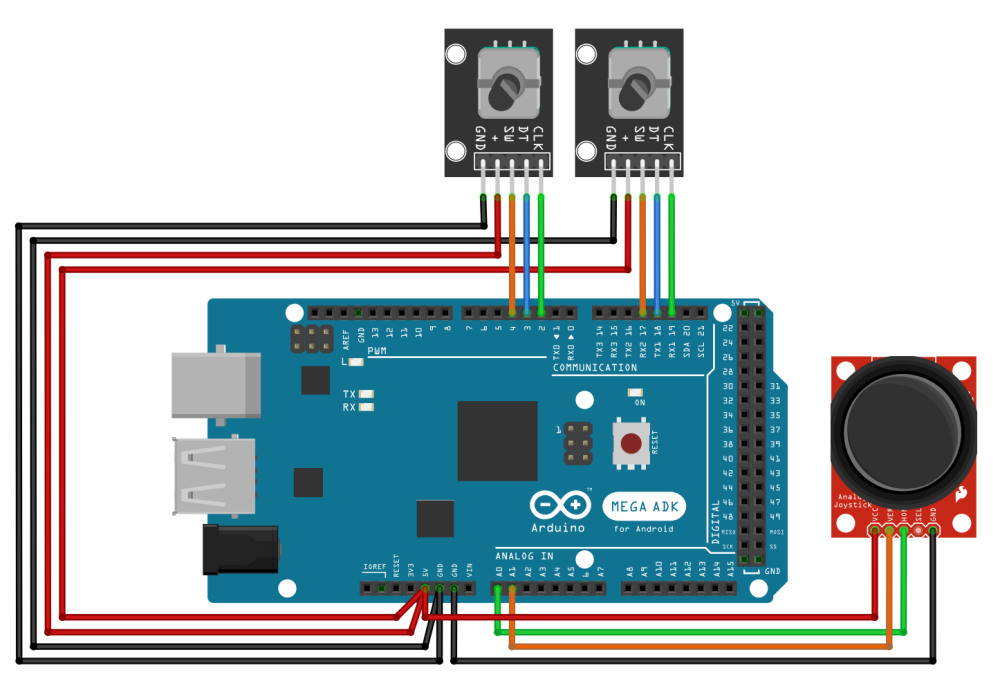 GND + SW DT CLK
GND + SW DT CLK
AREF GND 13 12 11 10 9 8
7 6 5 4 3 2 TX0 1 RX0 0
TX3 14 RX3 15 TX2 16 RX2 17 TX1 18 RX1 19 SDA 20 SCL 21
PWM
COMMUNICATION
5V
22
24
26
28
30 31
32 33
34 35
36 37
38 39
40 41
42 43
44 45
46 47
48 49
MISO MOSI
SCK SS
GND
DIGITAL
L
TX
RX
ON
1
RESET
™
Arduino
MEGA ADK
for Android
ANALOG IN
IOREF RESET 3V3 5V GND GND VIN
A0 A1 A2 A3 A4 A5 6 A7
A8 A9 A10 A11 A12 A13 A14 A15
Joystick
VCC VER HOR SEL GND